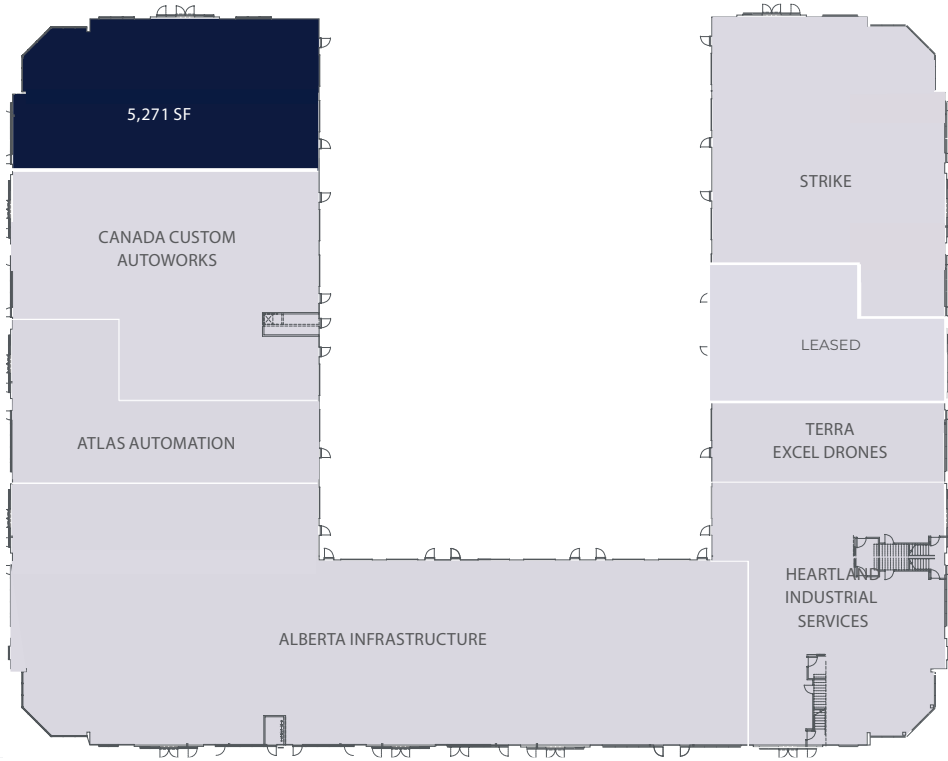 5,271 SF
CANADA CUSTOM
AUTOWORKS
ATLAS AUTOMATION
ALBERTA INFRASTRUCTURE
STRIKE
LEASED
TERRA
EXCEL DRONES
HEARTLAND
INDUSTRIAL
SERVICES